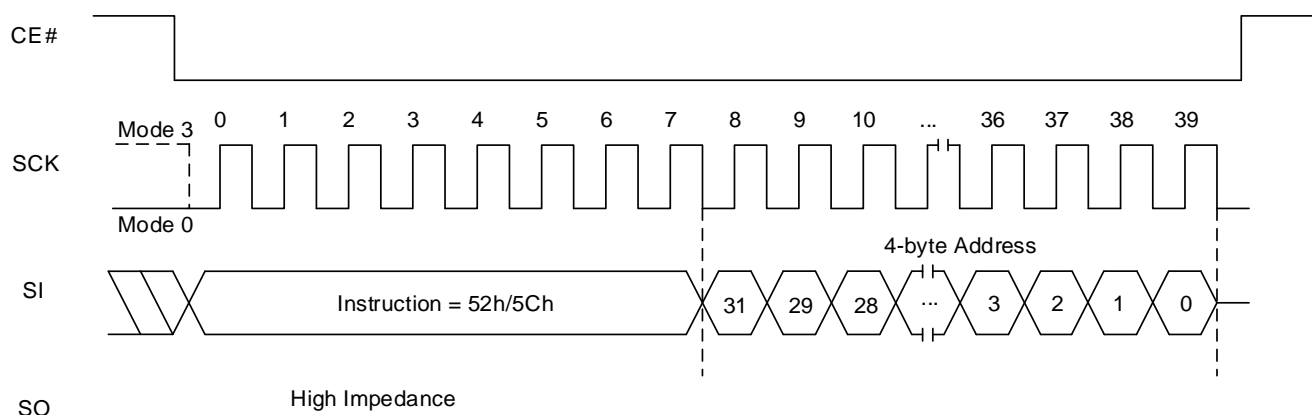 CE#
0 1 2 3 4 5 6 7 8 9 10 ... 36 37 38 39
Mode 3
SCK
Mode 0
4-byte Address
SI
Instruction = 52h/5Ch 31 29 28 ... 3 2 1 0
High Impedance
SO